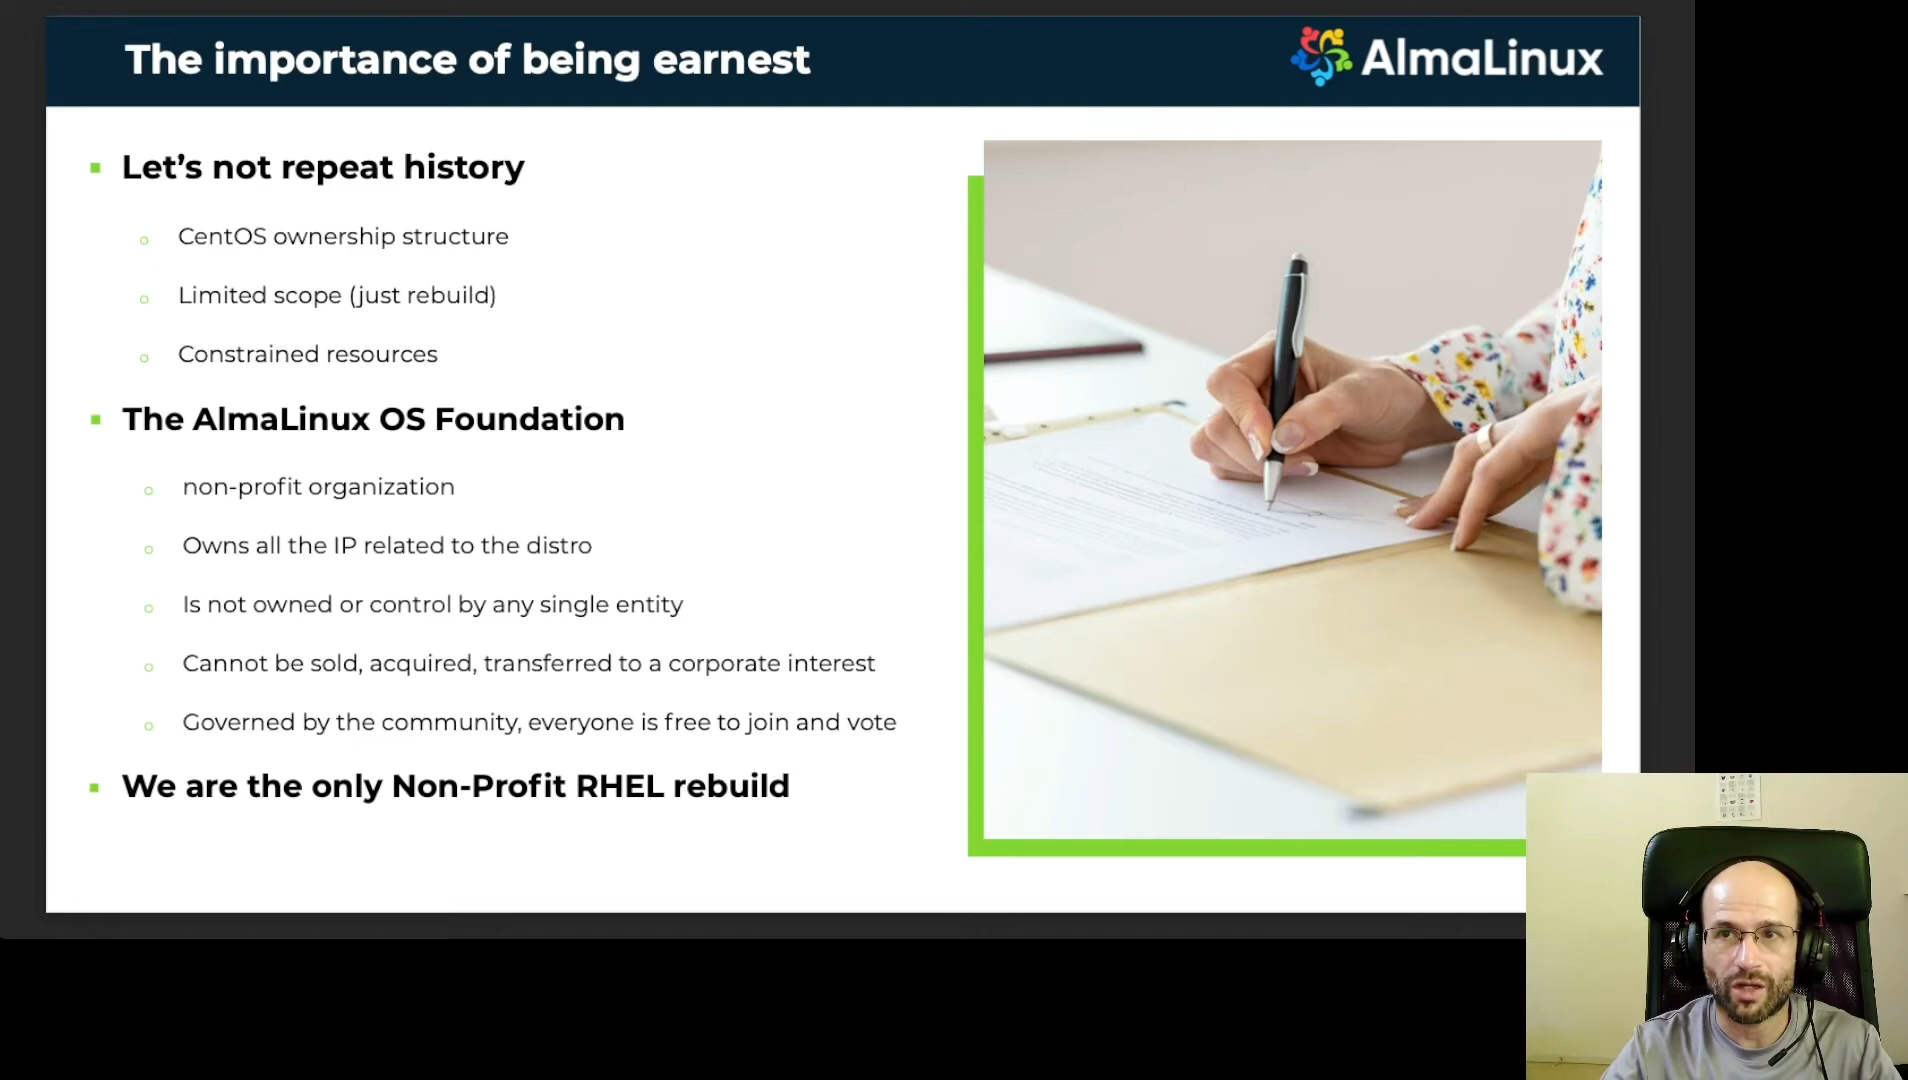 The importance of being earnest
AlmaLinux
Let's not repeat history
CentOS ownership structure
Limited scope (just rebuild)
Constrained resources
The AlmaLinux OS Foundation
non-profit organization
Owns all the IP related to the distro
Is not owned or control by any single entity
Cannot be sold, acquired, transferred to a corporate interest
Governed by the community, everyone is free to join and vote
We are the only Non-Profit RHEL rebuild